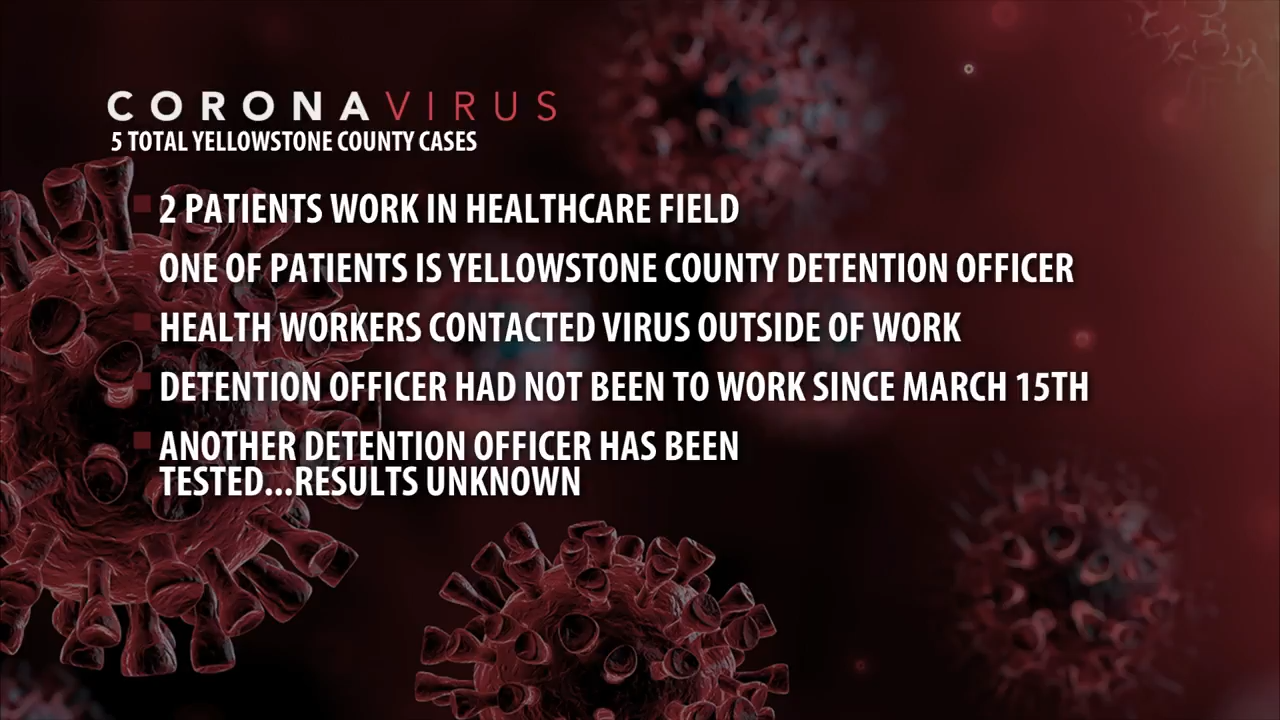 CORONAVIRUS
5 TOTAL YELLOWSTONE COUNTY CASES
2 PATIENTS WORK IN HEALTHCARE FIELD
ONE OF PATIENTS IS YELLOWSTONE COUNTY DETENTION OFFICER
HEALTH WORKERS CONTACTED VIRUS OUTSIDE OF WORK
DETENTION OFFICER HAD NOT BEEN TO WORK SINCE MARCH 15TH
ANOTHER DETENTION OFFICER HAS BEEN
TESTED...RESULTS UNKNOWN